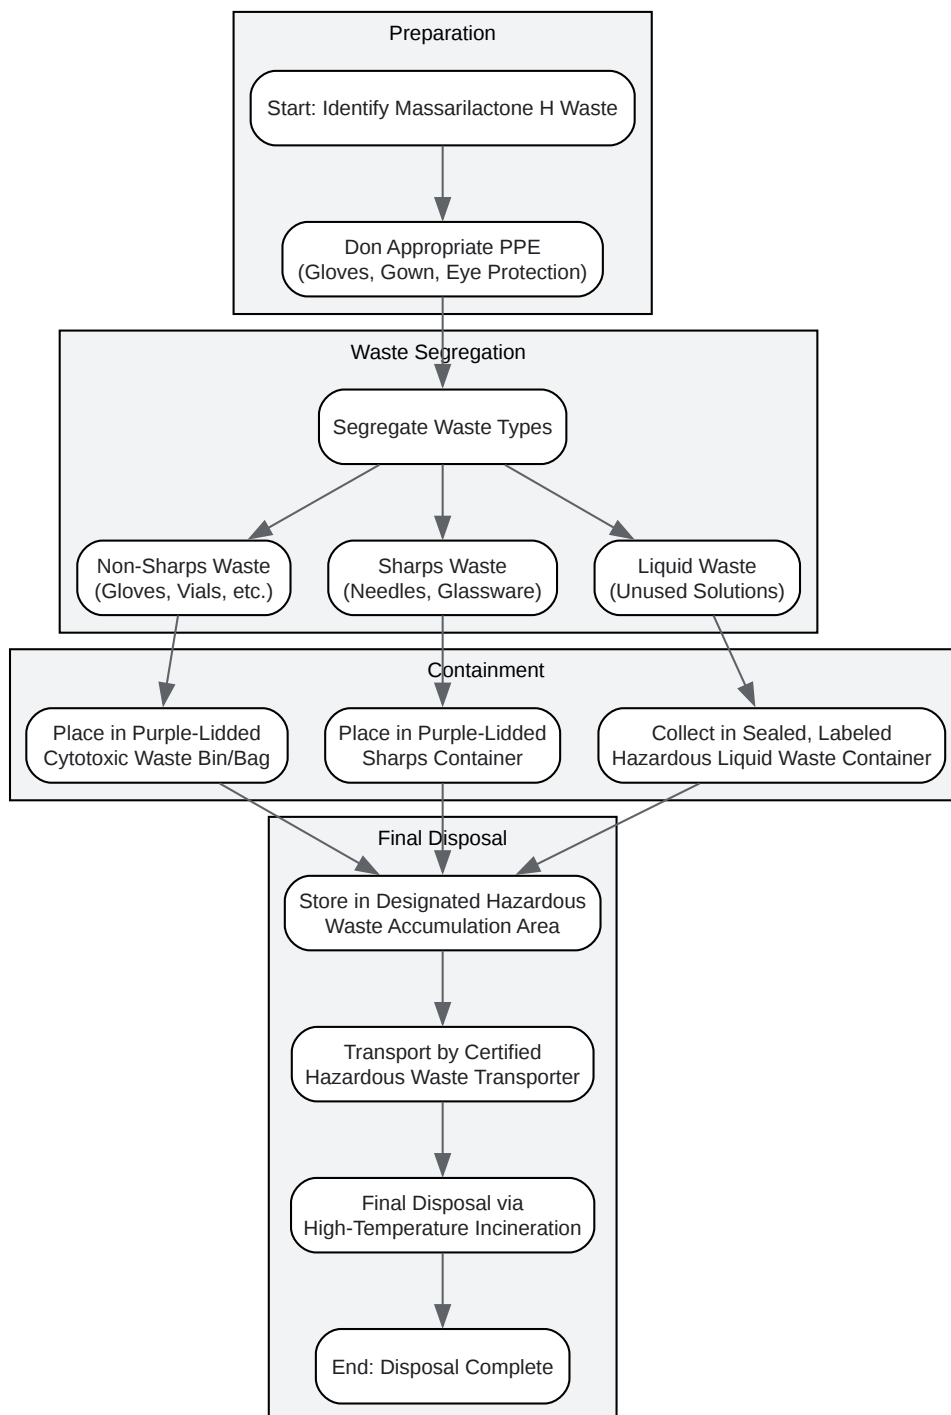 Preparation
Start: Identify Massarilactone H Waste
Don Appropriate PPE
(Gloves, Gown, Eye Protection)
Waste Segregation
Segregate Waste Types
Non-Sharps Waste
(Gloves, Vials, etc.)
Sharps Waste
(Needles, Glassware)
Liquid Waste
(Unused Solutions)
Containment
Place in Purple-Lidded
Cytotoxic Waste Bin/Bag
Place in Purple-Lidded
Sharps Container
Collect in Sealed, Labeled
Hazardous Liquid Waste Container
Final Disposal
Store in Designated Hazardous
Waste Accumulation Area
Transport by Certified
Hazardous Waste Transporter
Final Disposal via
High-Temperature Incineration
End: Disposal Complete